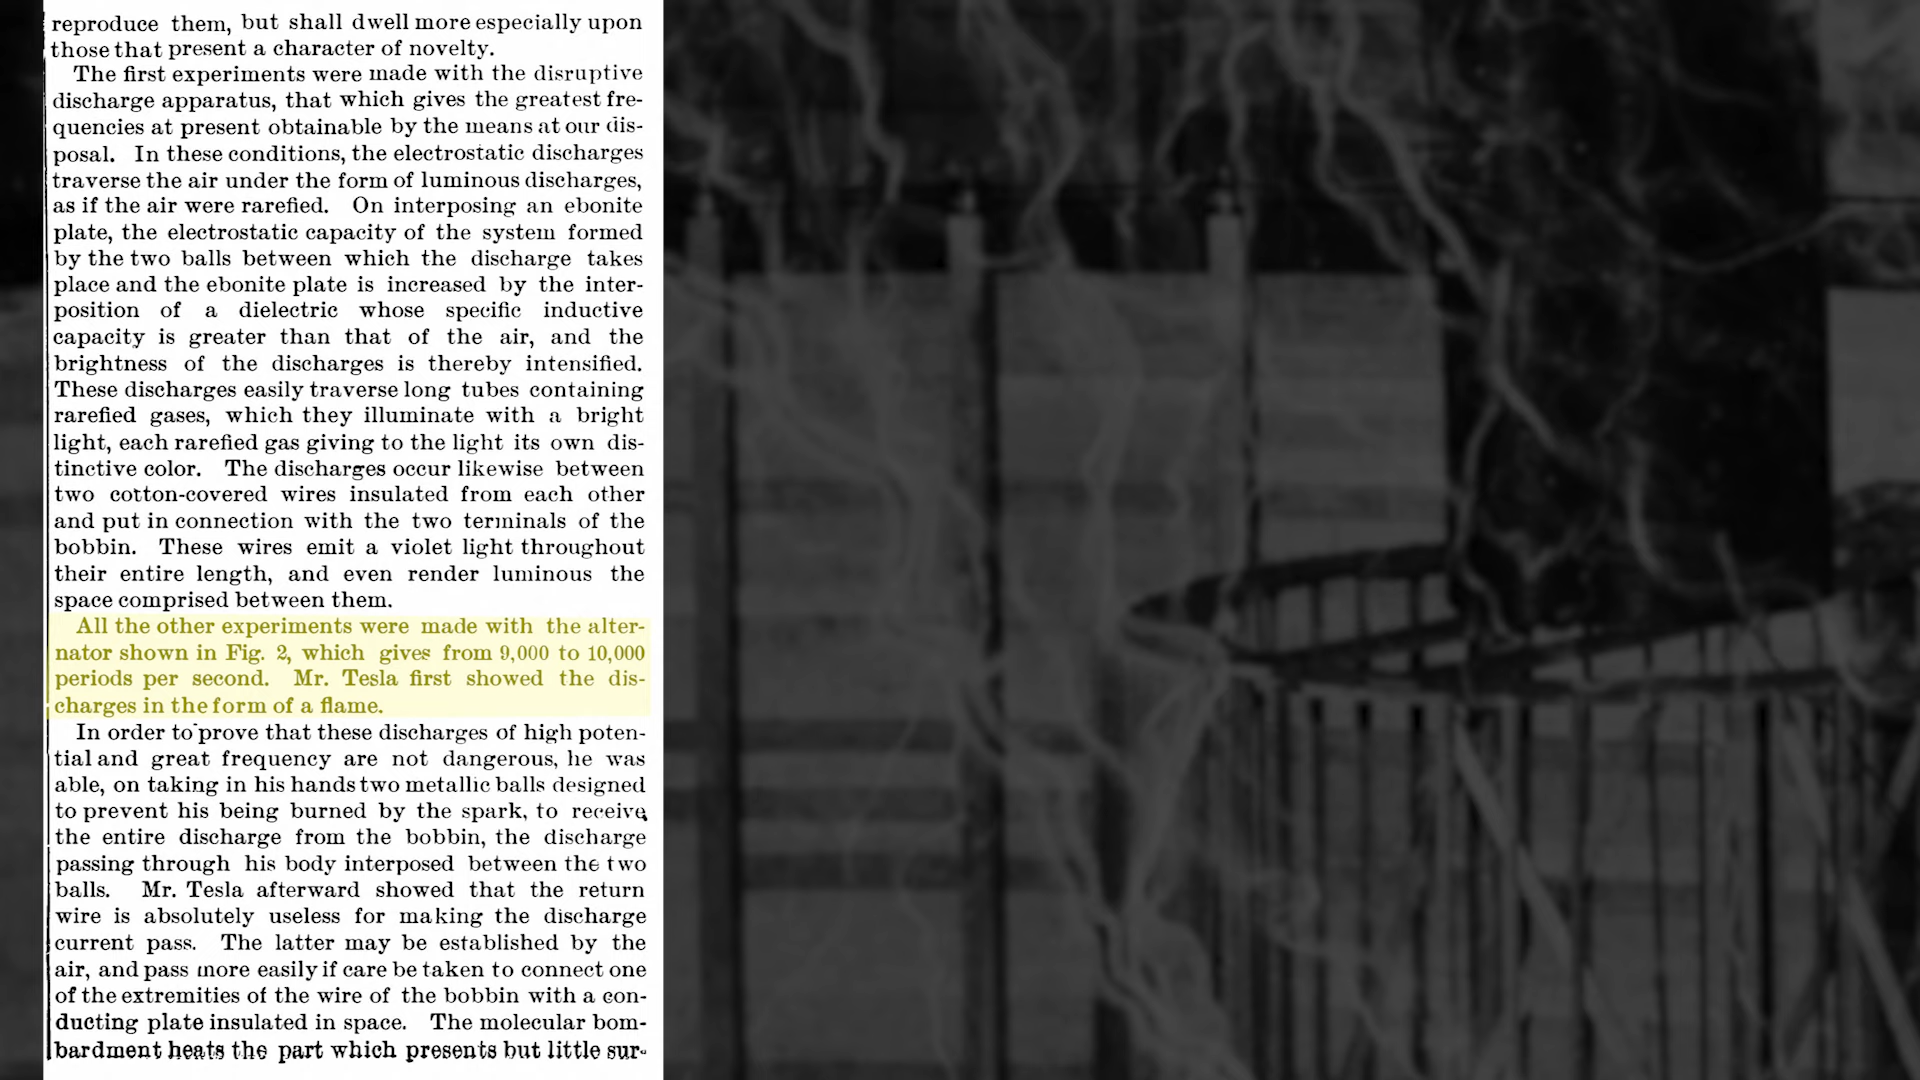 reproduce them, but shall dwell more especially upon
those that present a character of novelty.
The first experiments were made with the disruptive
discharge apparatus, that which gives the greatest fre-
quencies at present obtainable by the means at our dis-
posal. In these conditions, the electrostatic discharges
traverse the air under the form of luminous discharges,
as if the air were rarefied. On interposing an ebonite
plate, the electrostatic capacity of the system formed
by the two balls between which the discharge takes
place and the ebonite plate is increased by the inter-
position of a dielectric whose specific inductive
capacity is greater than that of the air, and the
brightness of the discharges is thereby intensified.
These discharges easily traverse long tubes containing
rarefied gases, which they illuminate with a bright
light, each rarefied gas giving to the light its own dis-
tinctive color. The discharges occur likewise between
two cotton-covered wires insulated from each other
and put in connection with the two terminals of the
bobbin. These wires emit a violet light throughout
their entire length, and even render luminous the
space comprised between them.
All the other experiments were made with the alter-
nator shown in Fig. 2, which gives from 9,000 to 10,000
periods per second. Mr. Tesla first showed the dis-
charges in the form of a flame.
In order to prove that these discharges of high poten-
tial and great frequency are not dangerous, he was
able, on taking in his hands two metallic balls designed
to prevent his being burned by the spark, to receive
the entire discharge from the bobbin, the discharge
passing through his body interposed between the two
balls. Mr. Tesla afterward showed that the return
wire is absolutely useless for making the discharge
current pass. The latter may be established by the
air, and pass more easily if care be taken to connect one
of the extremities of the wire of the bobbin with a con-
ducting plate insulated in space. The molecular bom-
bardment heats the part which presents but little sur-